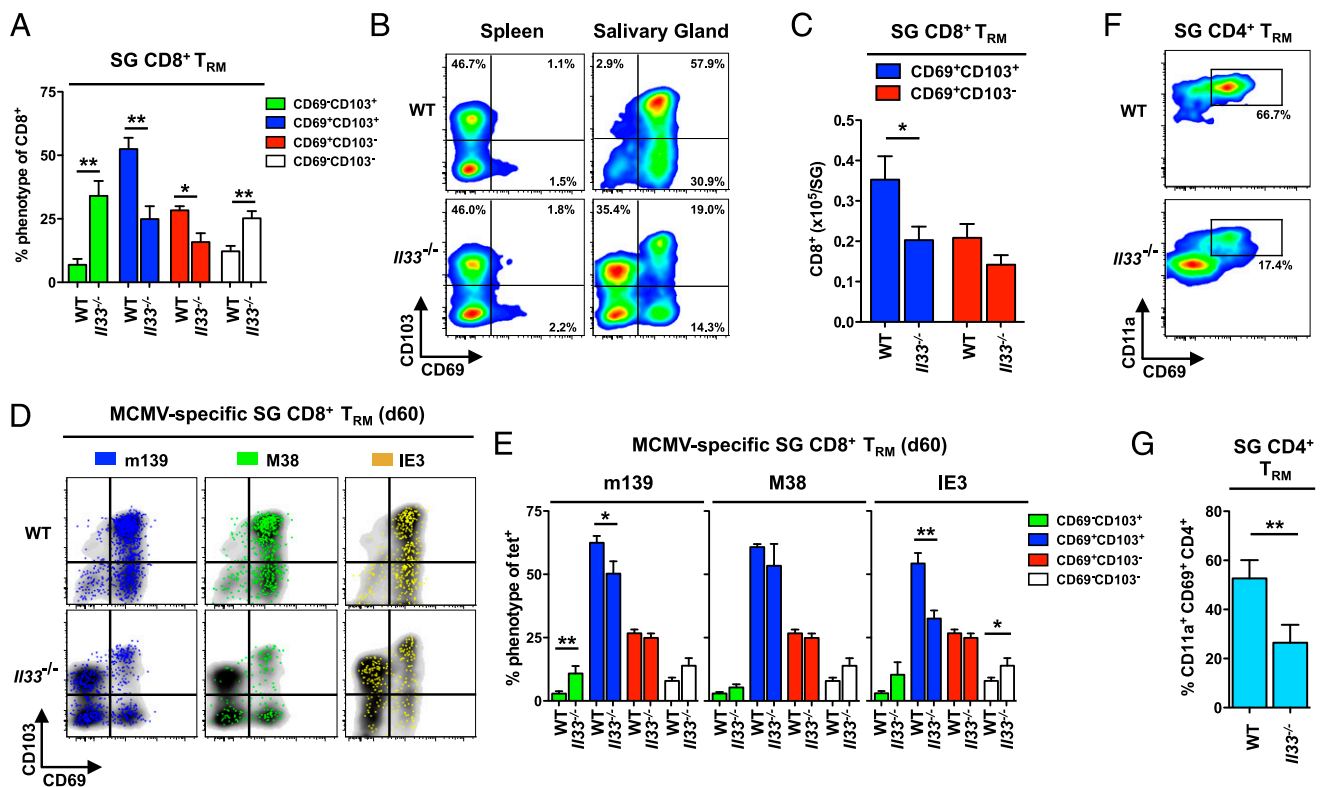 A
SG CD8⁺ T_RM
% phenotype of CD8⁺
75
50
25
0
** ** * **
WT Il33⁻/⁻ WT Il33⁻/⁻ WT Il33⁻/⁻ WT Il33⁻/⁻
CD69⁻CD103⁺
CD69⁺CD103⁺
CD69⁺CD103⁻
CD69⁻CD103⁻
B
Spleen Salivary Gland
WT
46.7% 1.1% 2.9% 57.9%
1.5% 30.9%
Il33⁻/⁻
46.0% 1.8% 35.4% 19.0%
2.2% 14.3%
CD103
CD69
C
SG CD8⁺ T_RM
CD69⁺CD103⁺
CD69⁺CD103⁻
CD8⁺ (x10⁵/SG)
0.5
0.4
0.3
0.2
0.1
0.0
*
WT Il33⁻/⁻ WT Il33⁻/⁻
F
SG CD4⁺ T_RM
WT
66.7%
Il33⁻/⁻
17.4%
CD11a
CD69
D
MCMV-specific SG CD8⁺ T_RM (d60)
m139 M38 IE3
WT
Il33⁻/⁻
CD103
CD69
E
MCMV-specific SG CD8⁺ T_RM (d60)
m139 M38 IE3
% phenotype of tet⁺
75
50
25
0
** * ** *
WT Il33⁻/⁻ WT Il33⁻/⁻ WT Il33⁻/⁻ WT Il33⁻/⁻ WT Il33⁻/⁻ WT Il33⁻/⁻ WT Il33⁻/⁻ WT Il33⁻/⁻ WT Il33⁻/⁻ WT Il33⁻/⁻ WT Il33⁻/⁻ WT Il33⁻/⁻
CD69⁻CD103⁺
CD69⁺CD103⁺
CD69⁺CD103⁻
CD69⁻CD103⁻
G
SG CD4⁺
T_RM
% CD11a⁺ CD69⁺ CD4⁺
80
60
40
20
0
**
WT Il33⁻/⁻